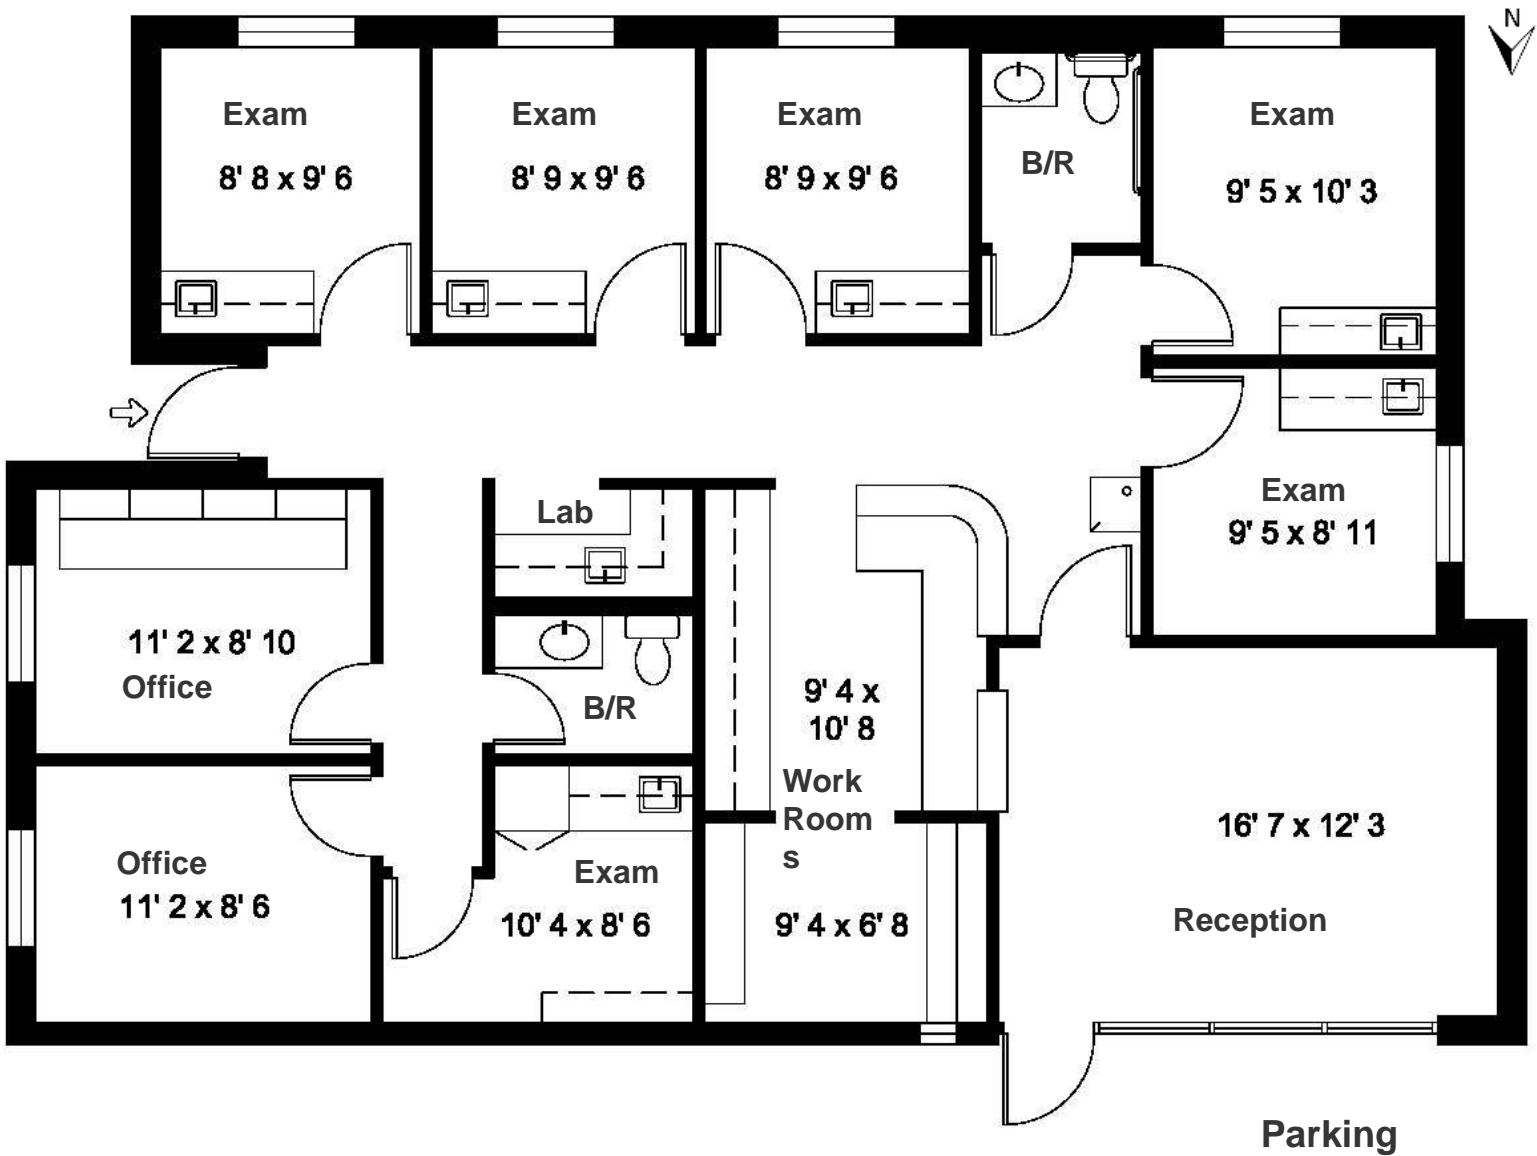 N
Exam
8' 8 x 9' 6
Exam
8' 9 x 9' 6
Exam
8' 9 x 9' 6
B/R
Exam
9' 5 x 10' 3
Exam
9' 5 x 8' 11
Lab
11' 2 x 8' 10
Office
B/R
9' 4 x
10' 8
Work
Room
s
16' 7 x 12' 3
Reception
Office
11' 2 x 8' 6
Exam
10' 4 x 8' 6
9' 4 x 6' 8
Parking